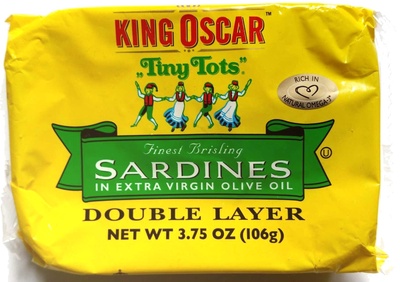 KING OSCAR™
„Tiny Tots”
RICH IN
NATURAL OMEGA-3
Finest Brisling
SARDINES
IN EXTRA VIRGIN OLIVE OIL
U
DOUBLE LAYER
NET WT 3.75 OZ (106g)